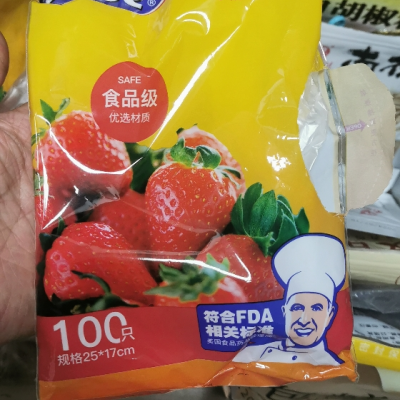 SAFE
食品级
优选材质
100只
规格25*17cm
符合FDA
相关标准